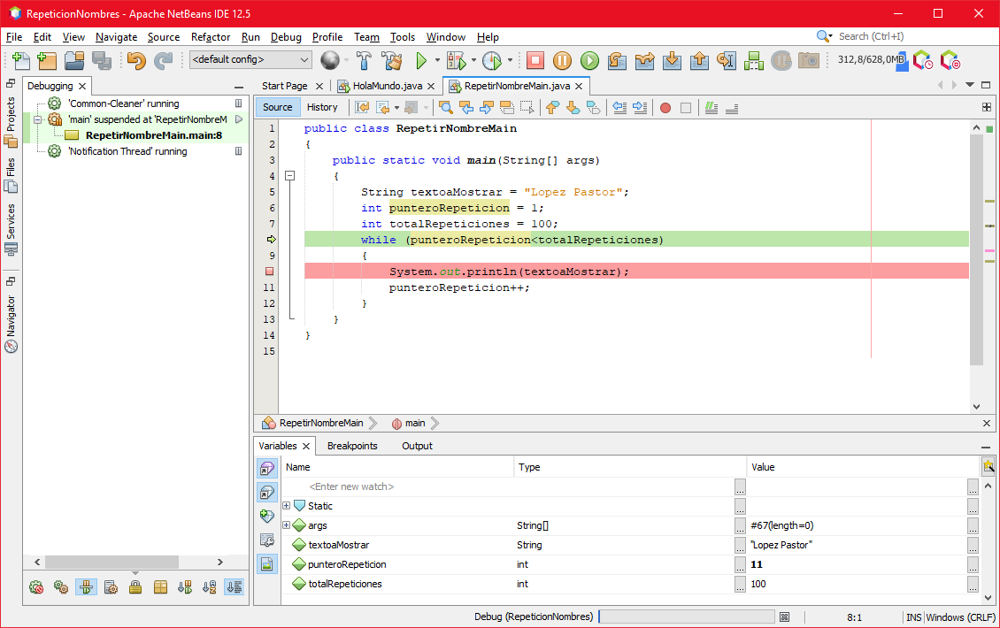 RepeticionNombres - Apache NetBeans IDE 12.5
File Edit View Navigate Source Refactor Run Debug Profile Team Tools Window Help
Search (Ctrl+I)
<default config>
312,8/628,0MB
Projects
Files
Services
Navigator
Debugging
'Common-Cleaner' running
'main' suspended at 'RepetirNombreM
RepetirNombreMain.main:8
'Notification Thread' running
Start Page HolaMundo.java RepetirNombreMain.java
Source History
1 public class RepetirNombreMain
2 {
3 public static void main(String[] args)
4 {
5 String textoaMostrar = "Lopez Pastor";
6 int punteroRepeticion = 1;
7 int totalRepeticiones = 100;
while (punteroRepeticion<totalRepeticiones)
9 {
System.out.println(textoaMostrar);
11 punteroRepeticion++;
12 }
13 }
14 }
15
RepetirNombreMain main
Variables Breakpoints Output
Name Type Value
<Enter new watch>
Static
args String[] #67(length=0)
textoaMostrar String "Lopez Pastor"
punteroRepeticion int 11
totalRepeticiones int 100
Debug (RepeticionNombres) 8:1 INS Windows (CRLF)